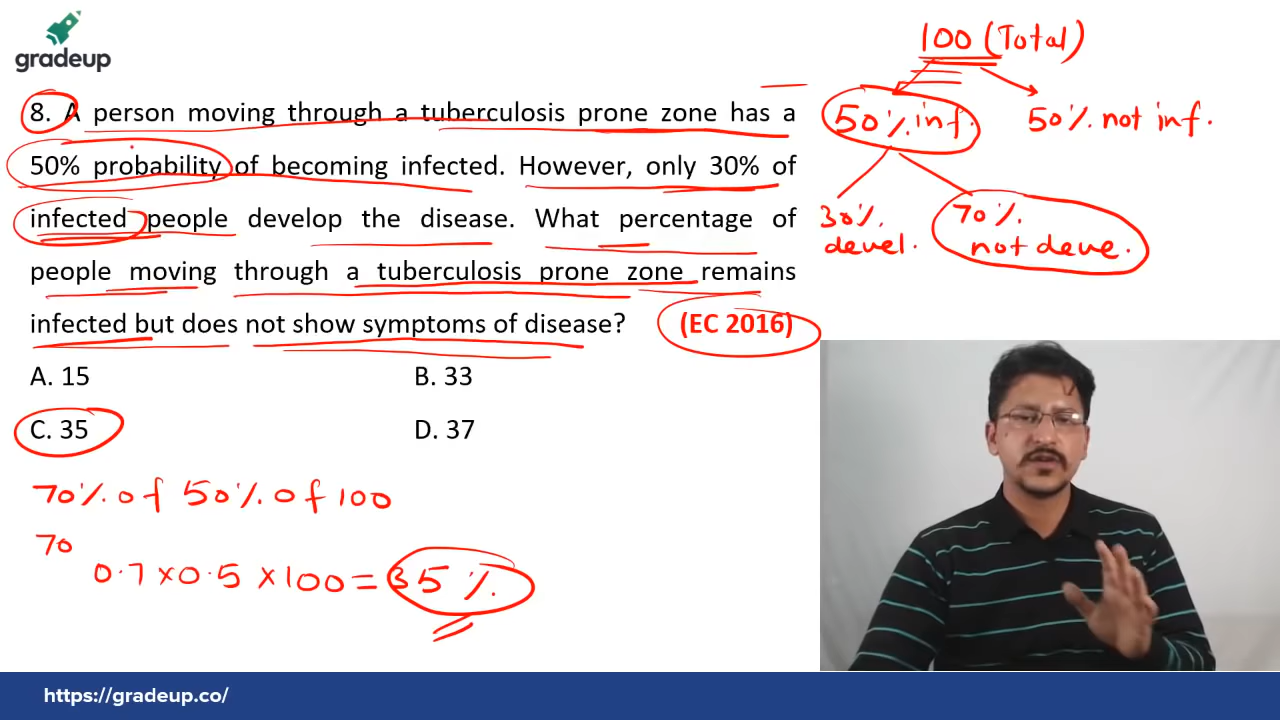 gradeup
8. A person moving through a tuberculosis prone zone has a
50% probability of becoming infected. However, only 30% of
infected people develop the disease. What percentage of
people moving through a tuberculosis prone zone remains
infected but does not show symptoms of disease? (EC 2016)
A. 15 B. 33
C. 35 D. 37
70% of 50% of 100
70
0.7 × 0.5 × 100 = 35 %
100 (Total)
50% inf. 50% not inf.
30% 70%
devel. not deve.
https://gradeup.co/